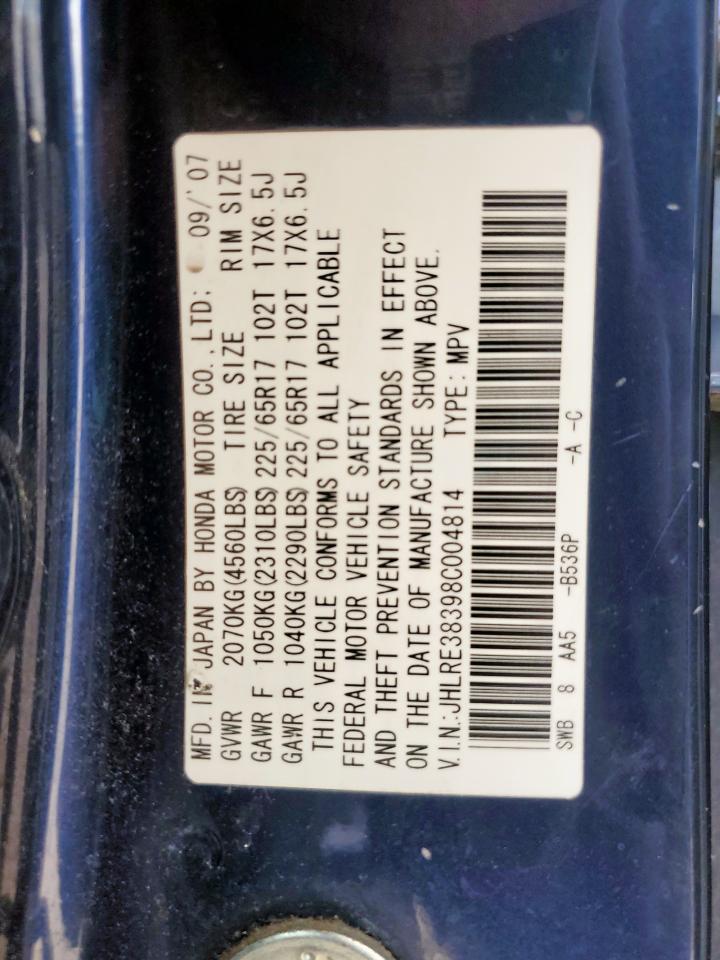 MFD. IN JAPAN BY HONDA MOTOR CO., LTD: 09/'07
GVWR 2070KG(4560LBS) TIRE SIZE RIM SIZE
GAWR F 1050KG(2310LBS) 225/65R17 102T 17X6.5J
GAWR R 1040KG(2290LBS) 225/65R17 102T 17X6.5J
THIS VEHICLE CONFORMS TO ALL APPLICABLE
FEDERAL MOTOR VEHICLE SAFETY
AND THEFT PREVENTION STANDARDS IN EFFECT
ON THE DATE OF MANUFACTURE SHOWN ABOVE.
V.I.N.:JHLRE38398C004814 TYPE: MPV
SWB 8 AA5 -B536P -A -C